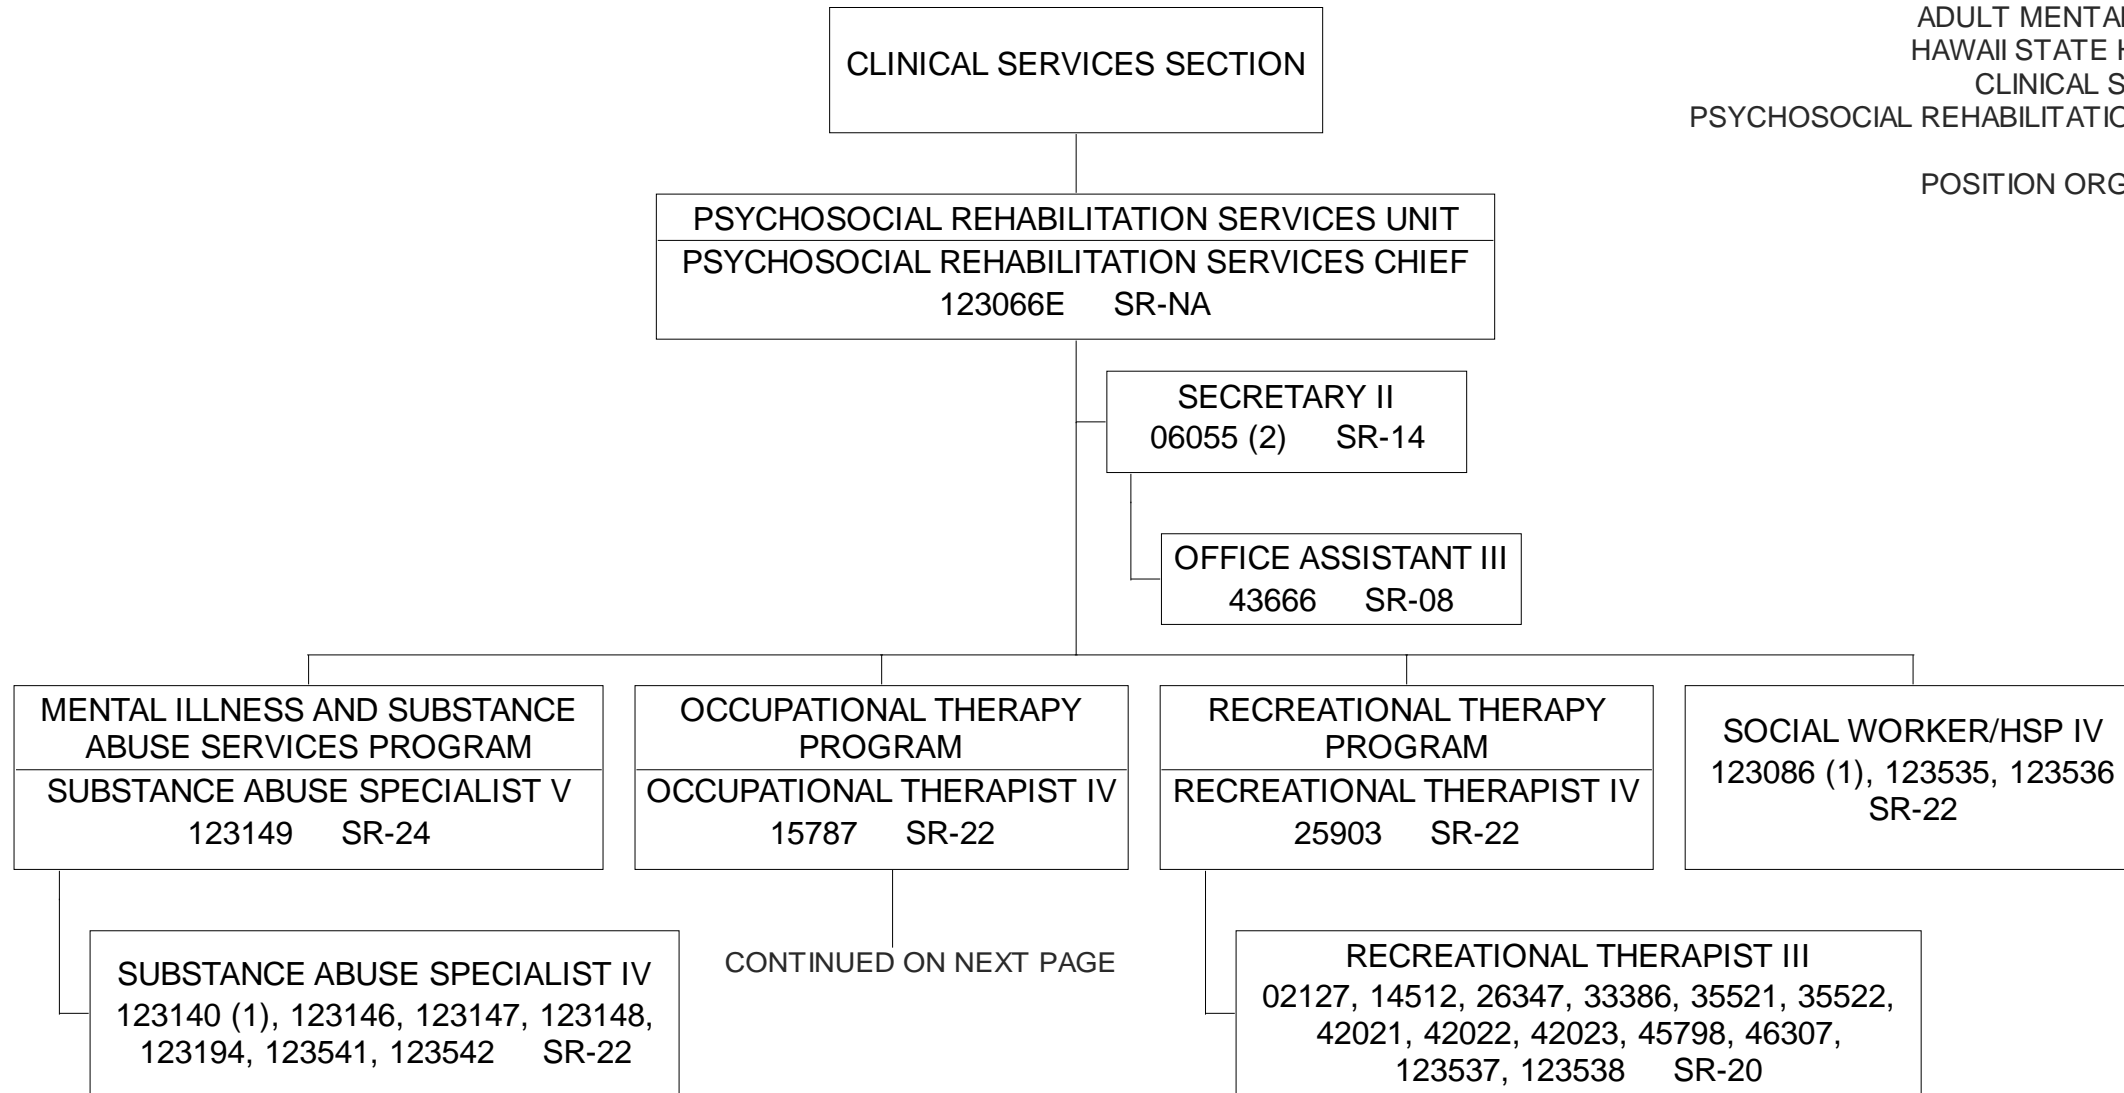 ADULT MENTAL
HAWAII STATE
CLINICAL
PSYCHOSOCIAL
POSITION
CLINICAL SERVICES SECTION
PSYCHOSOCIAL REHABILITATION SERVICES UNIT
PSYCHOSOCIAL REHABILITATION SERVICES CHIEF
123066E SR-NA
SECRETARY II
06055 (2) SR-14
OFFICE ASSISTANT III
43666 SR-08
MENTAL ILLNESS AND SUBSTANCE
ABUSE SERVICES PROGRAM
SUBSTANCE ABUSE SPECIALIST V
123149 SR-24
OCCUPATIONAL THERAPY
PROGRAM
OCCUPATIONAL THERAPIST IV
15787 SR-22
RECREATIONAL THERAPY
PROGRAM
RECREATIONAL THERAPIST IV
25903 SR-22
SOCIAL WORKER/HSP IV
123086 (1), 123535, 123536
SR-22
SUBSTANCE ABUSE SPECIALIST IV
123140 (1), 123146, 123147, 123148,
123194, 123541, 123542 SR-22
CONTINUED ON NEXT PAGE
RECREATIONAL THERAPIST III
02127, 14512, 26347, 33386, 35521, 35522,
42021, 42022, 42023, 45798, 46307,
123537, 123538 SR-20